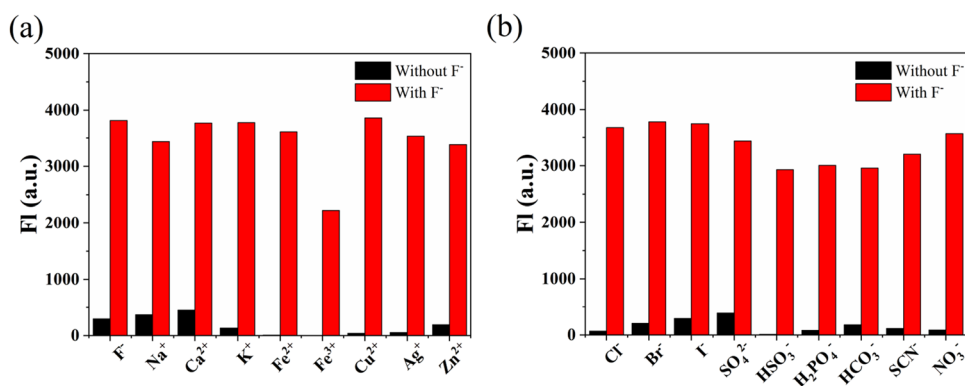 (a)
5000
4000
3000
2000
1000
0
Fl (a.u.)
Without F⁻
With F⁻
F⁻ Na⁺ Ca²⁺ K⁺ Fe²⁺ Fe³⁺ Cu²⁺ Ag⁺ Zn²⁺
(b)
5000
4000
3000
2000
1000
0
Fl (a.u.)
Without F⁻
With F⁻
Cl⁻ Br⁻ I⁻ SO₄²⁻ HSO₃⁻ H₂PO₄⁻ HCO₃⁻ SCN⁻ NO₃⁻